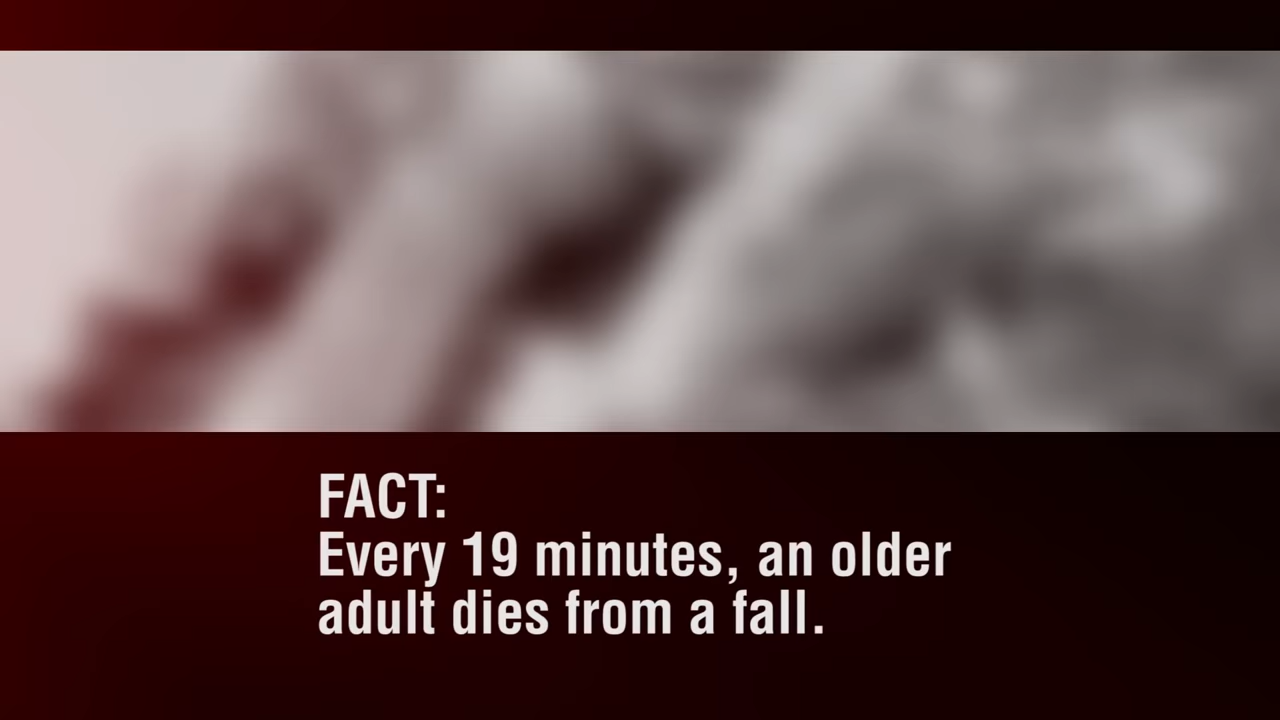 FACT:
Every 19 minutes, an older
adult dies from a fall.